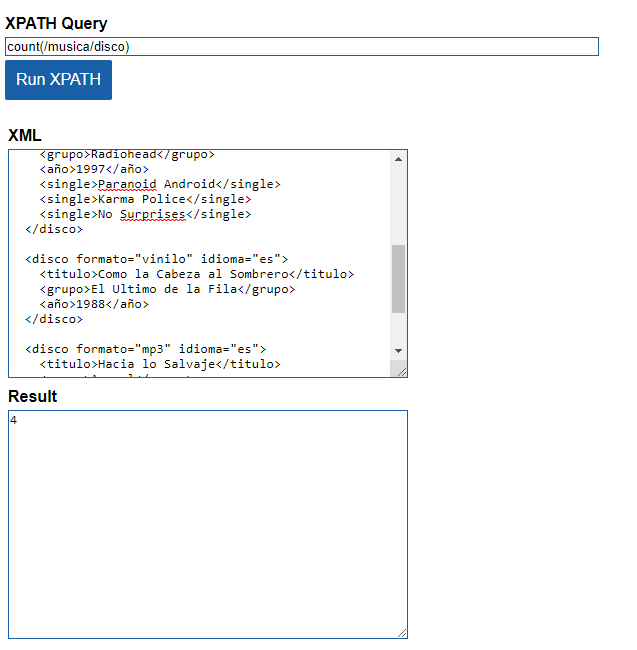 XPATH Query
count(/musica/disco)
Run XPATH
XML
<grupo>Radiohead</grupo>
<año>1997</año>
<single>Paranoid Android</single>
<single>Karma Police</single>
<single>No Surprises</single>
</disco>
<disco formato="vinilo" idioma="es">
<titulo>Como la Cabeza al Sombrero</titulo>
<grupo>El Ultimo de la Fila</grupo>
<año>1988</año>
</disco>
<disco formato="mp3" idioma="es">
<titulo>Hacia lo Salvaje</titulo>
Result
4